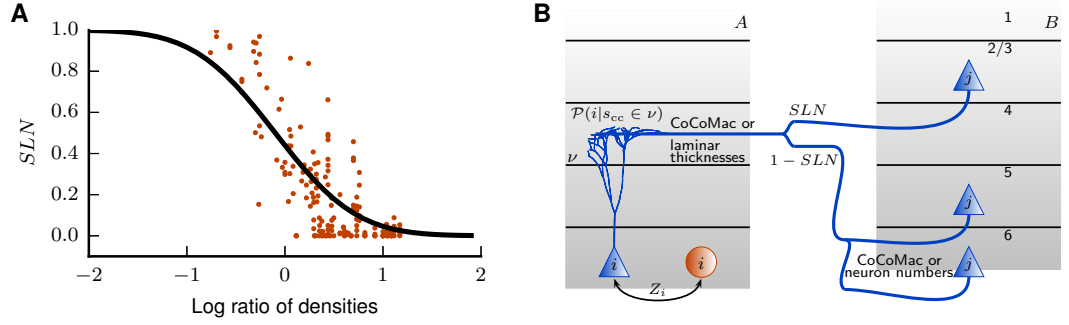 A
1.0
0.8
0.6
0.4
0.2
0.0
SLN
−2
−1
0
1
2
Log ratio of densities
B
A
B
1
2/3
4
5
6
j
j
j
P(i|s_cc ∈ ν)
CoCoMac or
laminar
thicknesses
ν
SLN
1 − SLN
CoCoMac or
neuron numbers
i
i
Z_i